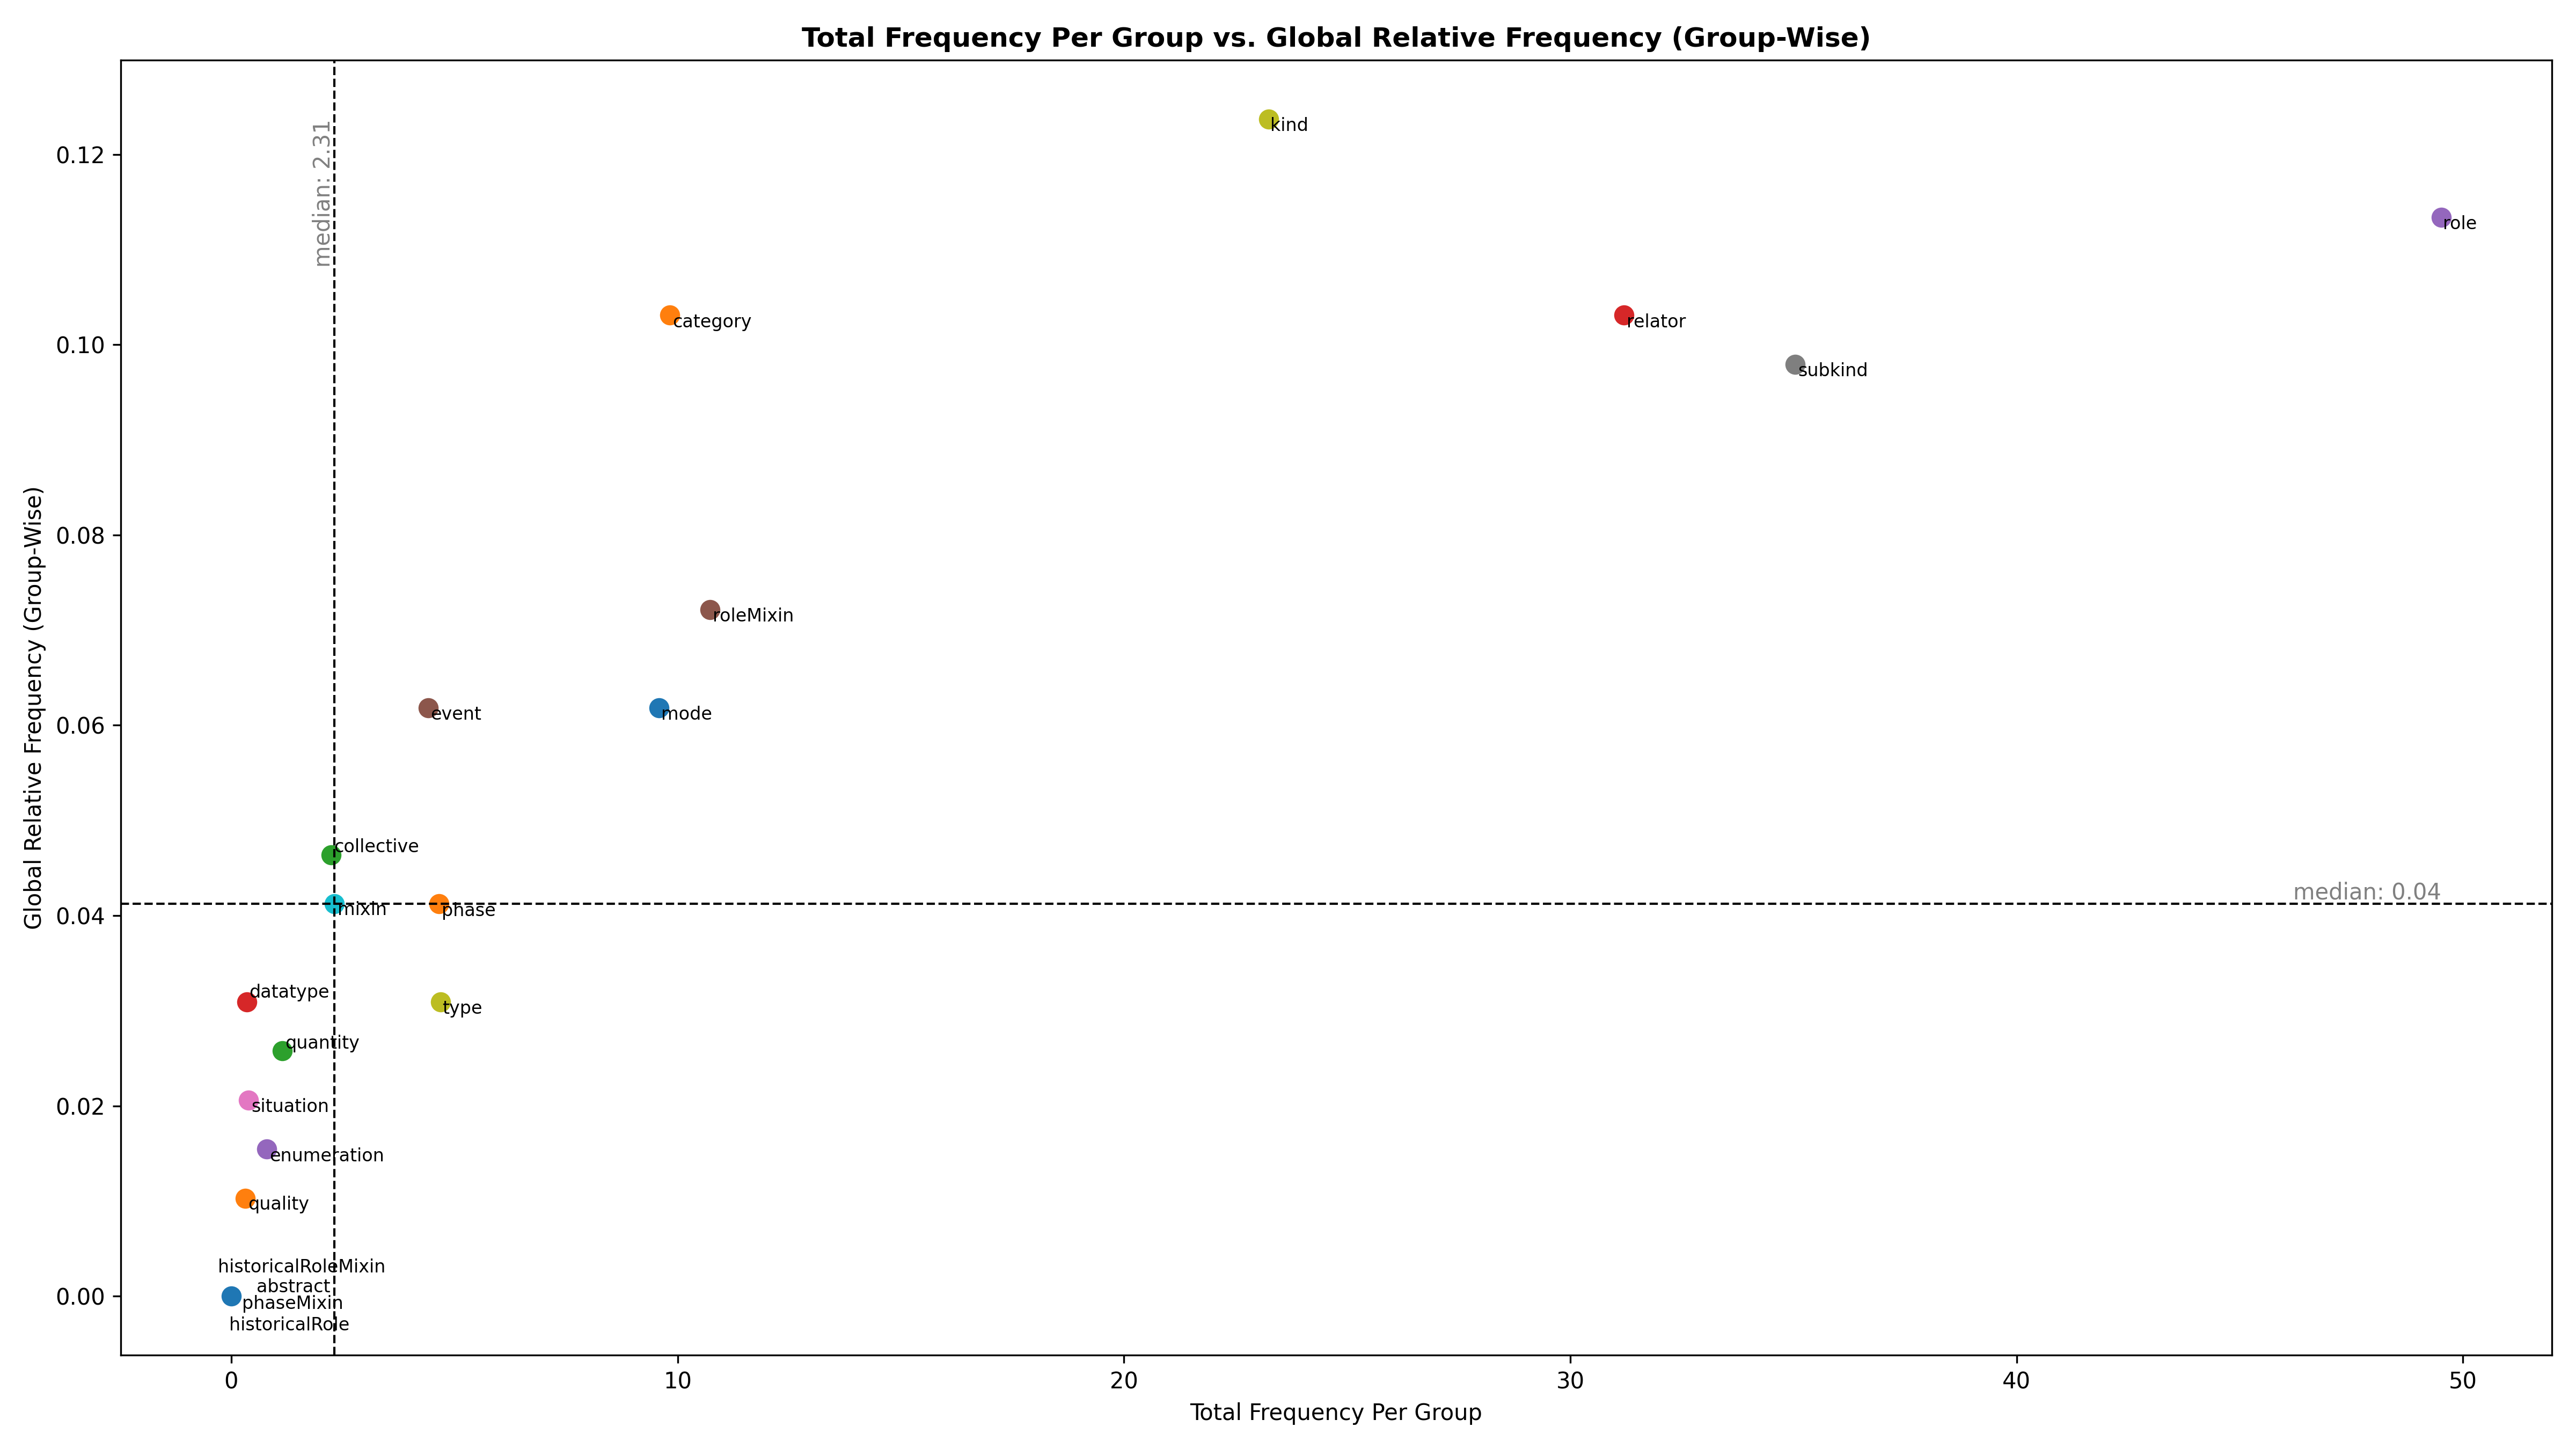 Total Frequency Per Group vs. Global Relative Frequency (Group-Wise)
median: 2.31
kind
role
category
relator
subkind
roleMixin
event
mode
collective
median: 0.04
mixin
phase
datatype
type
quantity
situation
enumeration
quality
historicalRoleMixin
abstract
phaseMixin
historicalRole
0.12
0.10
0.08
0.06
0.04
0.02
0.00
Global Relative Frequency (Group-Wise)
0
10
20
30
40
50
Total Frequency Per Group